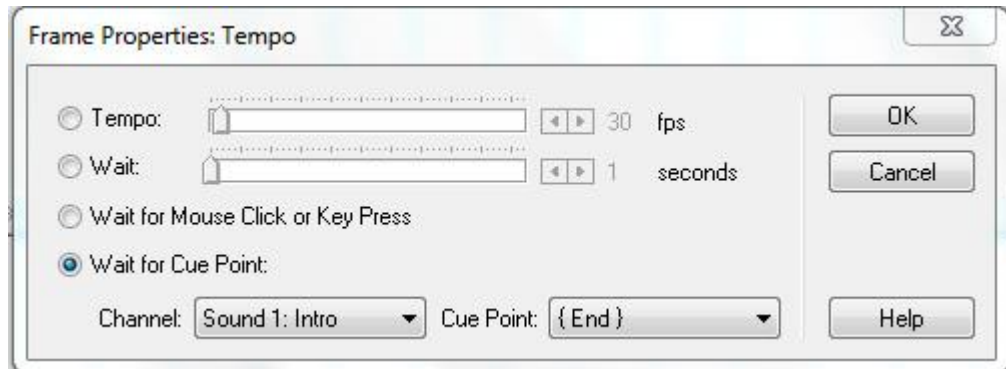 Frame Properties: Tempo
Tempo: 30 fps OK
Wait: 1 seconds Cancel
Wait for Mouse Click or Key Press
Wait for Cue Point:
Channel: Sound 1: Intro Cue Point: { End } Help